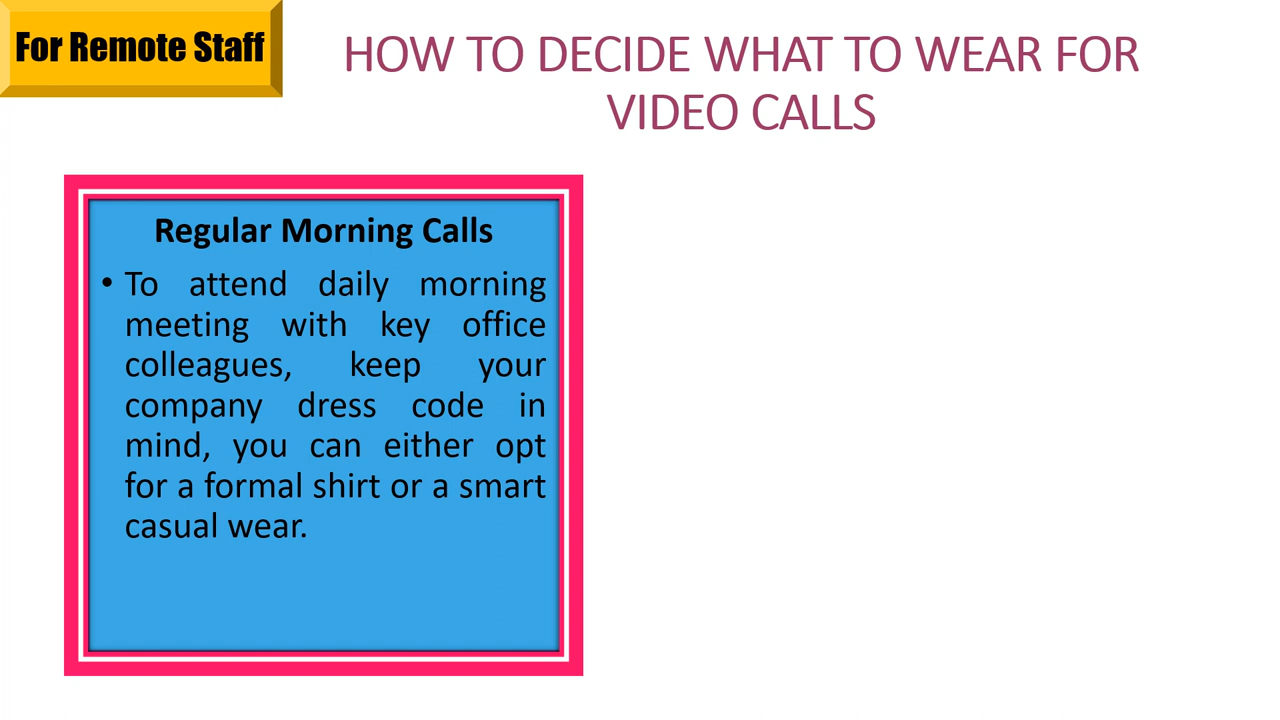 For Remote Staff
HOW TO DECIDE WHAT TO WEAR FOR
VIDEO CALLS
Regular Morning Calls
• To attend daily morning
meeting with key office
colleagues, keep your
company dress code in
mind, you can either opt
for a formal shirt or a smart
casual wear.